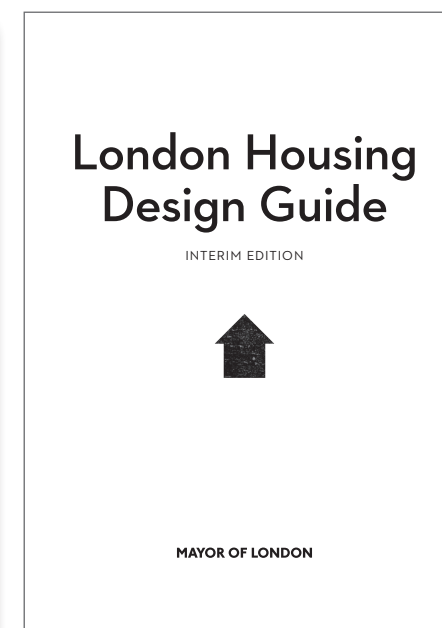 London Housing
Design Guide
INTERIM EDITION
MAYOR OF LONDON